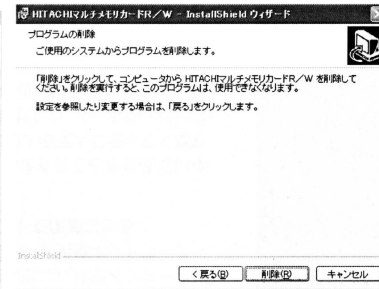 HITACHIマルチメモリカードR/W - InstallShield ウィザード
プログラムの削除
ご使用のシステムからプログラムを削除します。
「削除」をクリックして、コンピュータから HITACHIマルチメモリカードR/W を削除して
ください。削除を実行すると、このプログラムは、使用できなくなります。
設定を参照したり変更する場合は、「戻る」をクリックします。
InstallShield
< 戻る(B)
削除(R)
キャンセル